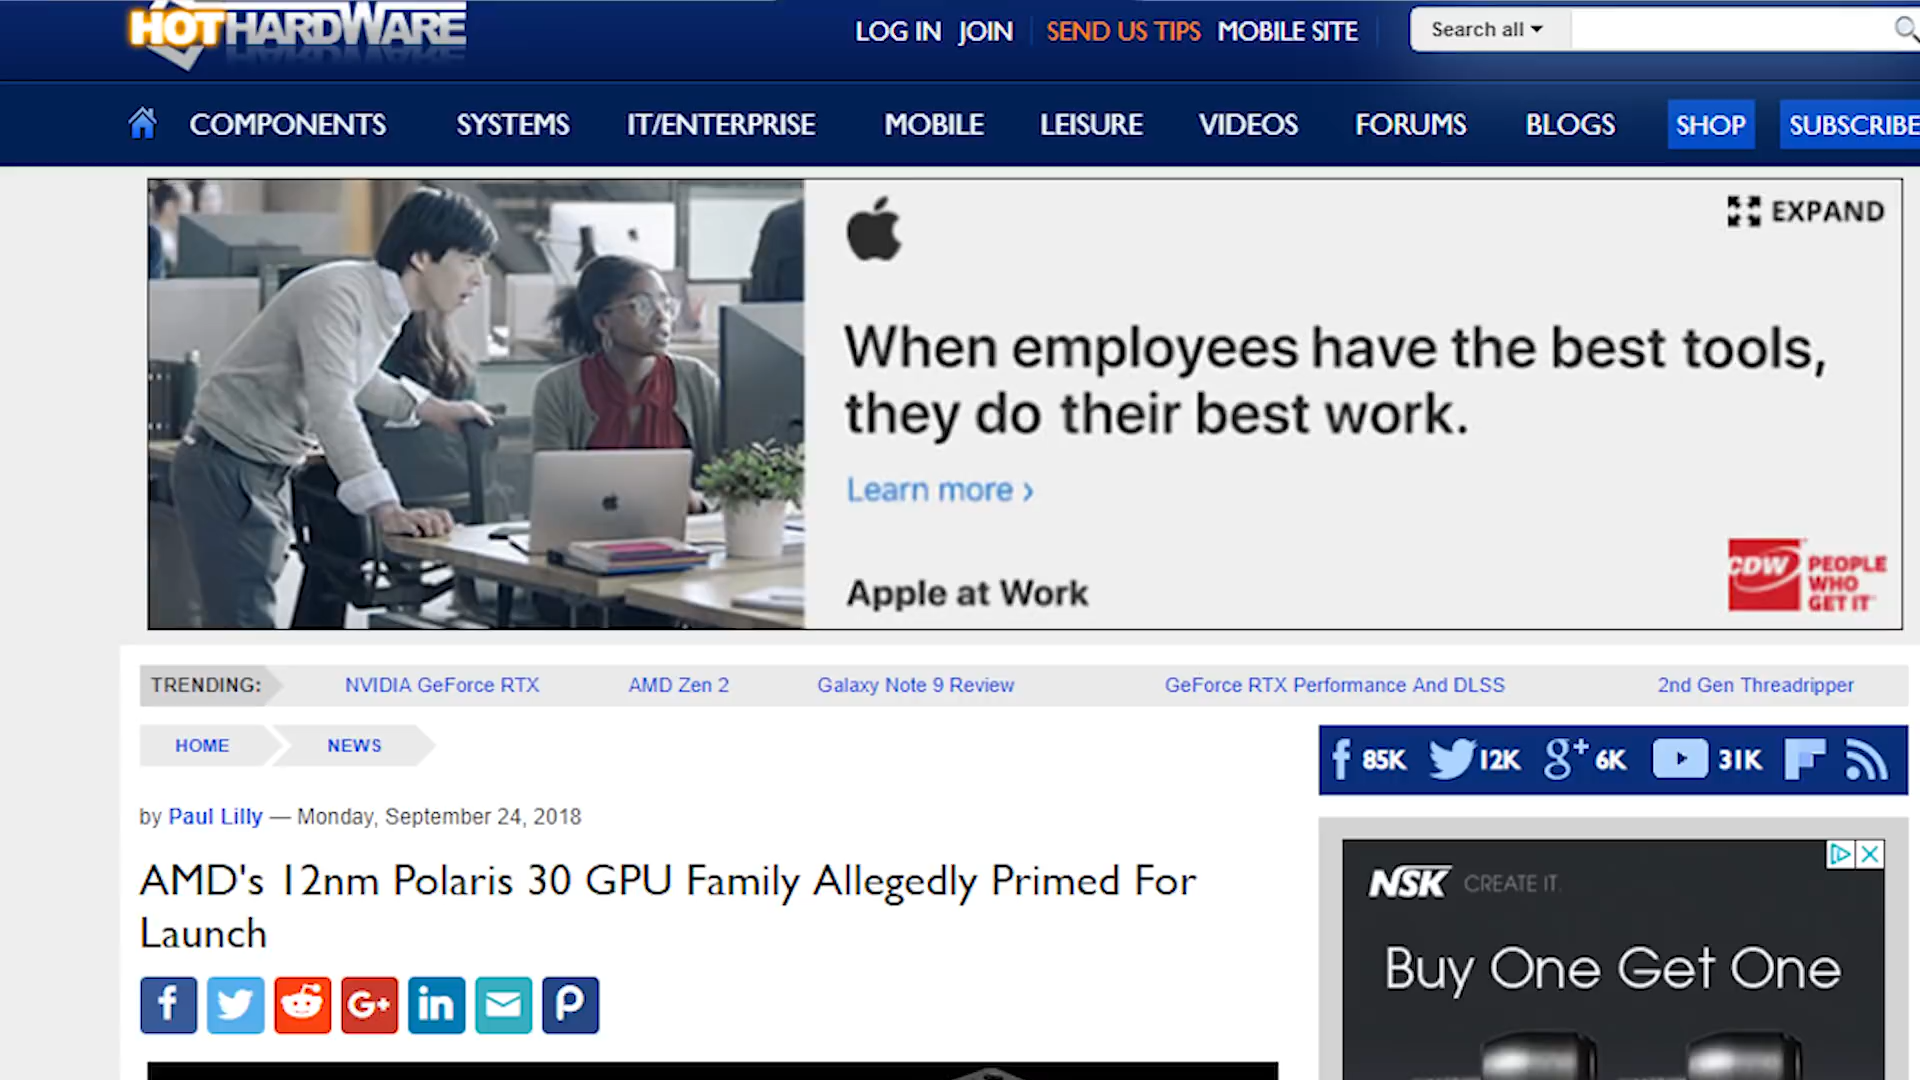 HOTHARDWARE
LOG IN JOIN SEND US TIPS MOBILE SITE
Search all
COMPONENTS SYSTEMS IT/ENTERPRISE MOBILE LEISURE VIDEOS FORUMS BLOGS SHOP SUBSCRIBE
EXPAND
When employees have the best tools,
they do their best work.
Learn more ›
Apple at Work
CDW PEOPLE
WHO
GET IT
TRENDING: NVIDIA GeForce RTX AMD Zen 2 Galaxy Note 9 Review GeForce RTX Performance And DLSS 2nd Gen Threadripper
HOME NEWS
85K 12K g+ 6K 31K
by Paul Lilly — Monday, September 24, 2018
AMD's 12nm Polaris 30 GPU Family Allegedly Primed For
Launch
f G+ in P
NSK CREATE IT.
Buy One Get One